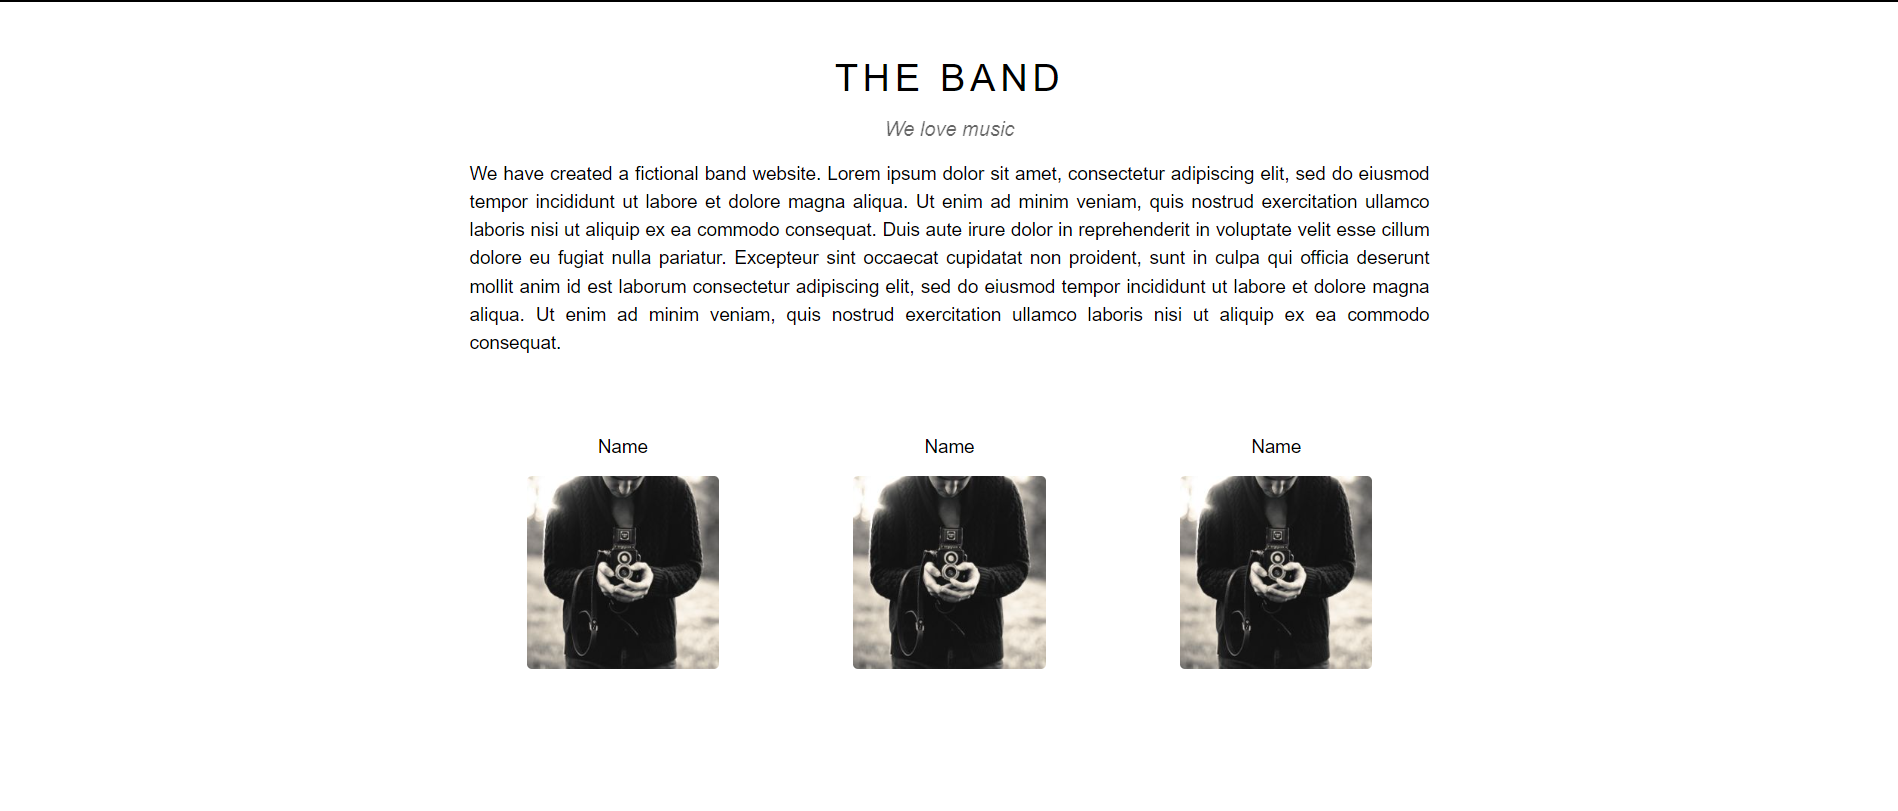 THE BAND
We love music
We have created a fictional band website. Lorem ipsum dolor sit amet, consectetur adipiscing elit, sed do eiusmod
tempor incididunt ut labore et dolore magna aliqua. Ut enim ad minim veniam, quis nostrud exercitation ullamco
laboris nisi ut aliquip ex ea commodo consequat. Duis aute irure dolor in reprehenderit in voluptate velit esse cillum
dolore eu fugiat nulla pariatur. Excepteur sint occaecat cupidatat non proident, sunt in culpa qui officia deserunt
mollit anim id est laborum consectetur adipiscing elit, sed do eiusmod tempor incididunt ut labore et dolore magna
aliqua. Ut enim ad minim veniam, quis nostrud exercitation ullamco laboris nisi ut aliquip ex ea commodo
consequat.
Name
Name
Name